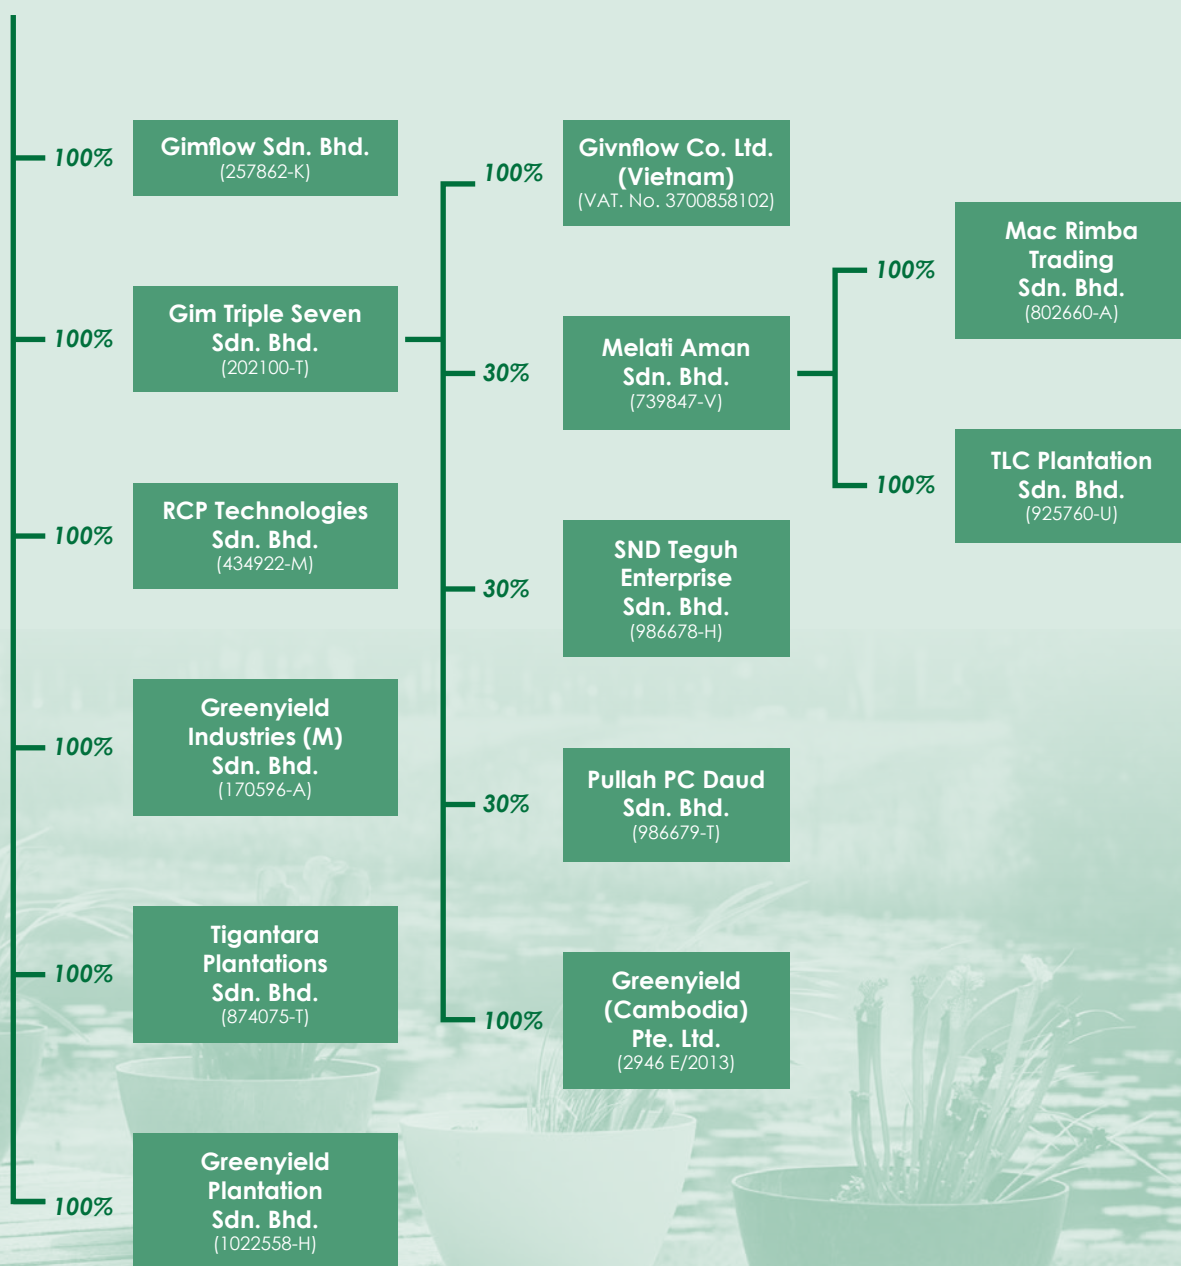 100%
Gimflow Sdn. Bhd.
(257862-K)
100%
Gim Triple Seven
Sdn. Bhd.
(202100-T)
100%
RCP Technologies
Sdn. Bhd.
(434922-M)
100%
Greenyield
Industries (M)
Sdn. Bhd.
(170596-A)
100%
Tigantara
Plantations
Sdn. Bhd.
(874075-T)
100%
Greenyield
Plantation
Sdn. Bhd.
(1022558-H)
100%
Givnflow Co. Ltd.
(Vietnam)
(VAT. No. 3700858102)
30%
Melati Aman
Sdn. Bhd.
(739847-V)
30%
SND Teguh
Enterprise
Sdn. Bhd.
(986678-H)
30%
Pullah PC Daud
Sdn. Bhd.
(986679-T)
100%
Greenyield
(Cambodia)
Pte. Ltd.
(2946 E/2013)
100%
Mac Rimba
Trading
Sdn. Bhd.
(802660-A)
100%
TLC Plantation
Sdn. Bhd.
(925760-U)